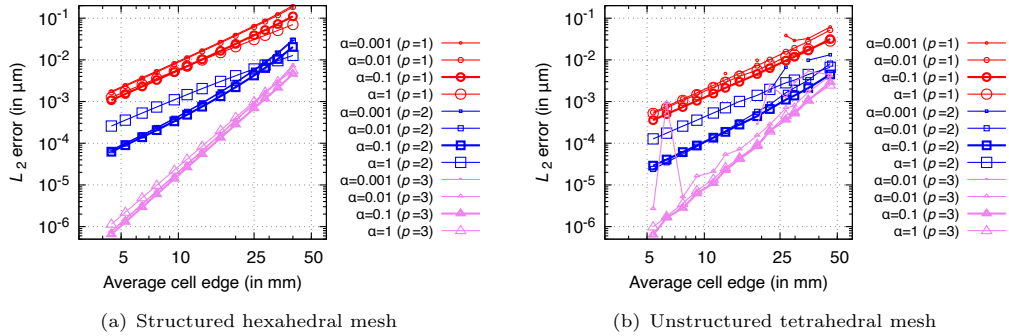 10⁻¹
10⁻²
10⁻³
10⁻⁴
10⁻⁵
10⁻⁶
L₂ error (in µm)
5 10 25 50
Average cell edge (in mm)
α=0.001 (p=1)
α=0.01 (p=1)
α=0.1 (p=1)
α=1 (p=1)
α=0.001 (p=2)
α=0.01 (p=2)
α=0.1 (p=2)
α=1 (p=2)
α=0.001 (p=3)
α=0.01 (p=3)
α=0.1 (p=3)
α=1 (p=3)
(a) Structured hexahedral mesh
10⁻¹
10⁻²
10⁻³
10⁻⁴
10⁻⁵
10⁻⁶
L₂ error (in µm)
5 10 25 50
Average cell edge (in mm)
α=0.001 (p=1)
α=0.01 (p=1)
α=0.1 (p=1)
α=1 (p=1)
α=0.001 (p=2)
α=0.01 (p=2)
α=0.1 (p=2)
α=1 (p=2)
α=0.001 (p=3)
α=0.01 (p=3)
α=0.1 (p=3)
α=1 (p=3)
(b) Unstructured tetrahedral mesh